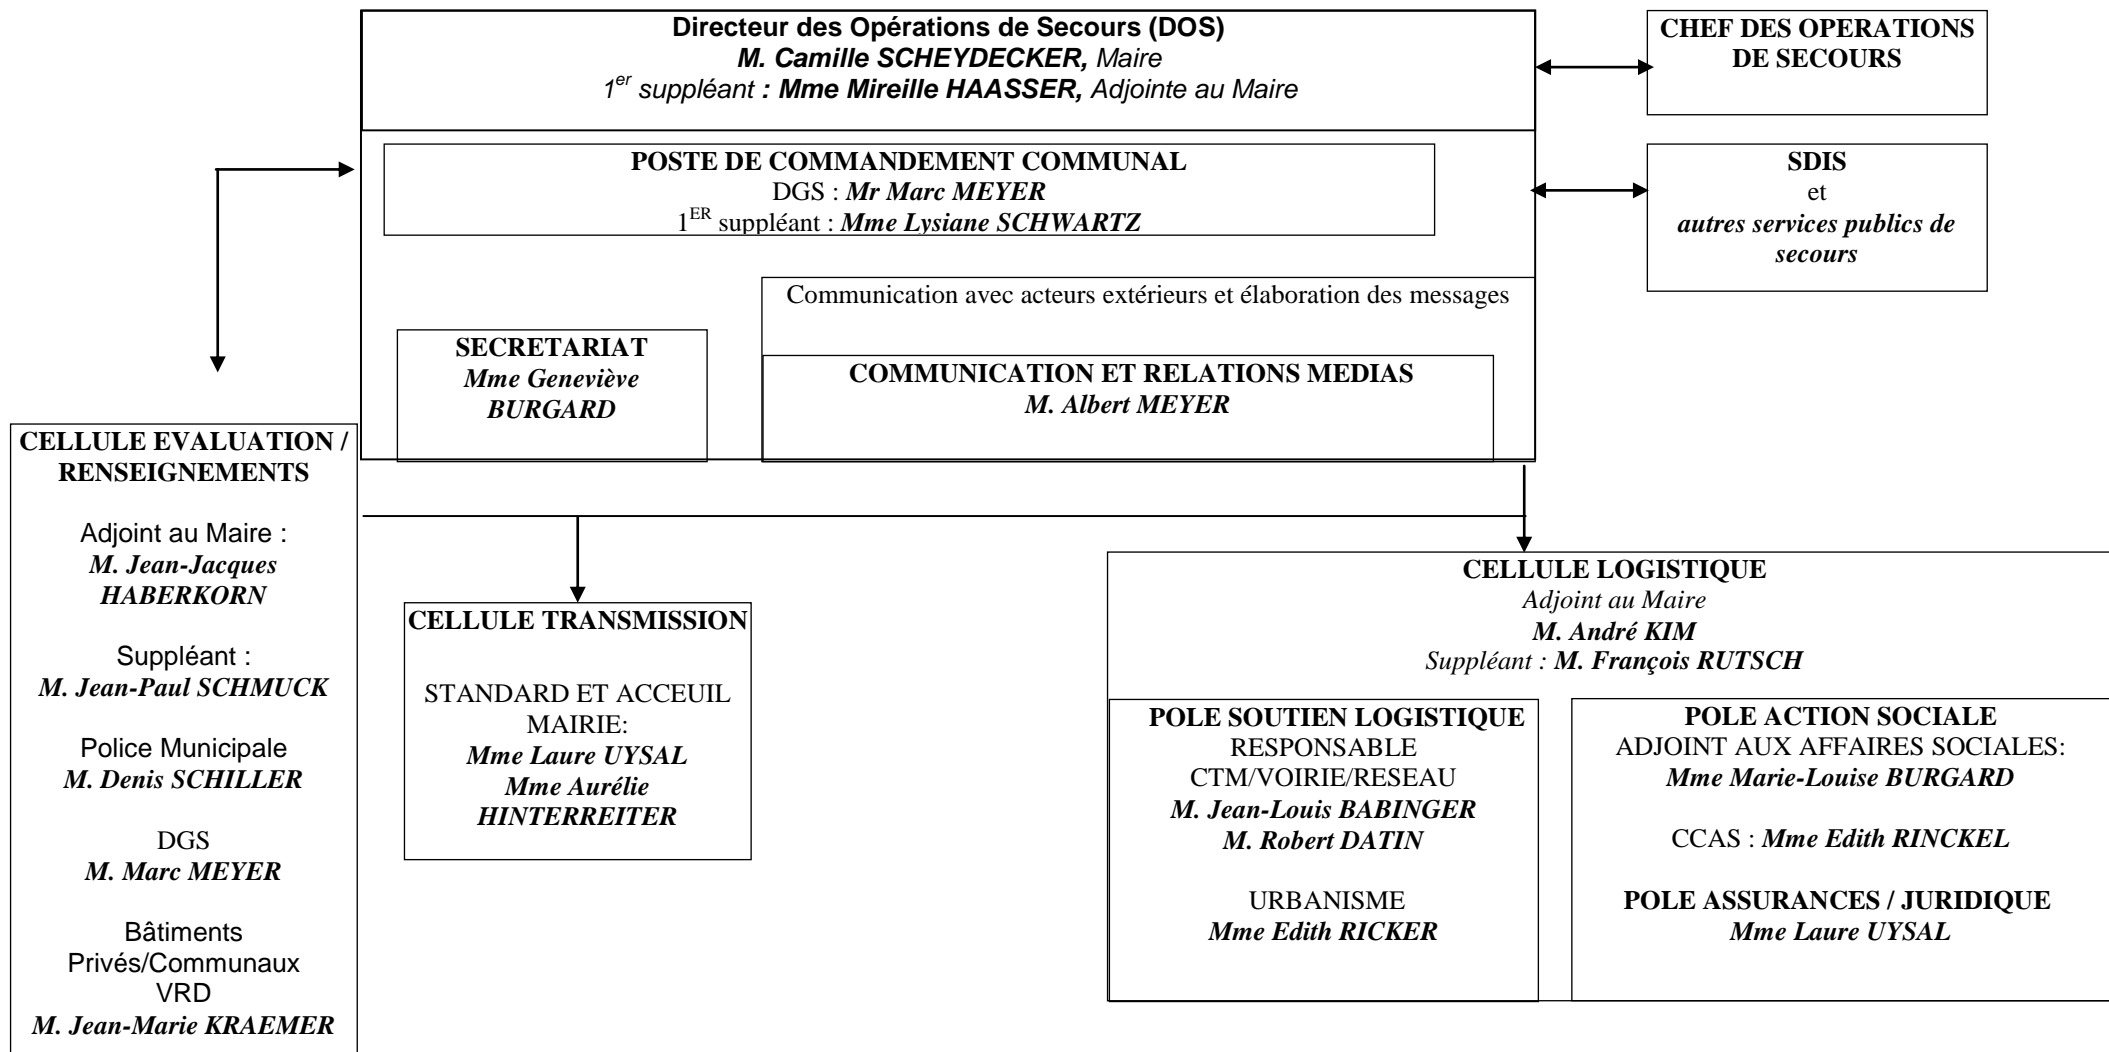 Directeur des Opérations de Secours (DOS)
M. Camille SCHEYDECKER, Maire
1er suppléant : Mme Mireille HAASSER, Adjointe au Maire
CHEF DES OPERATIONS
DE SECOURS
POSTE DE COMMANDEMENT COMMUNAL
DGS : Mr Marc MEYER
1ER suppléant : Mme Lysiane SCHWARTZ
SDIS
et
autres services publics de
secours
Communication avec acteurs extérieurs et élaboration des messages
SECRETARIAT
Mme Geneviève
BURGARD
COMMUNICATION ET RELATIONS MEDIAS
M. Albert MEYER
CELLULE EVALUATION /
RENSEIGNEMENTS
Adjoint au Maire :
M. Jean-Jacques
HABERKORN
Suppléant :
M. Jean-Paul SCHMUCK
Police Municipale
M. Denis SCHILLER
DGS
M. Marc MEYER
Bâtiments
Privés/Communaux
VRD
M. Jean-Marie KRAEMER
CELLULE TRANSMISSION
STANDARD ET ACCEUIL
MAIRIE:
Mme Laure UYSAL
Mme Aurélie
HINTERREITER
CELLULE LOGISTIQUE
Adjoint au Maire
M. André KIM
Suppléant : M. François RUTSCH
POLE SOUTIEN LOGISTIQUE
RESPONSABLE
CTM/VOIRIE/RESEAU
M. Jean-Louis BABINGER
M. Robert DATIN
URBANISME
Mme Edith RICKER
POLE ACTION SOCIALE
ADJOINT AUX AFFAIRES SOCIALES:
Mme Marie-Louise BURGARD
CCAS : Mme Edith RINCKEL
POLE ASSURANCES / JURIDIQUE
Mme Laure UYSAL